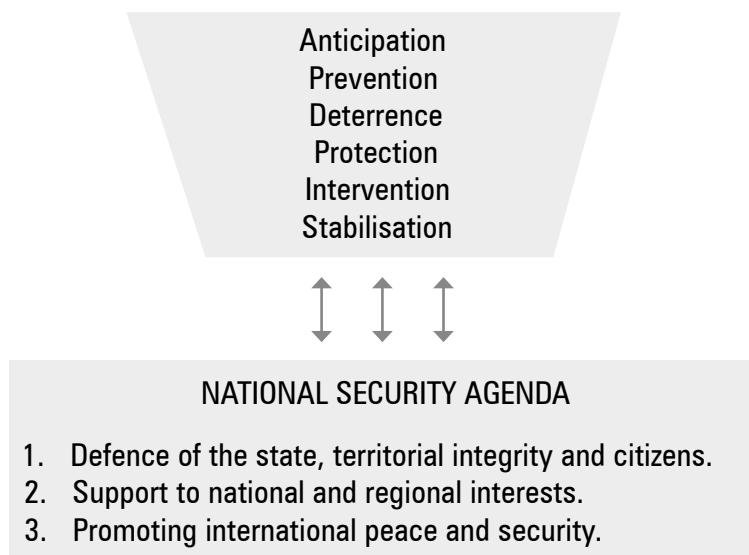 Anticipation
Prevention
Deterrence
Protection
Intervention
Stabilisation
NATIONAL SECURITY AGENDA
1. Defence of the state, territorial integrity and citizens.
2. Support to national and regional interests.
3. Promoting international peace and security.